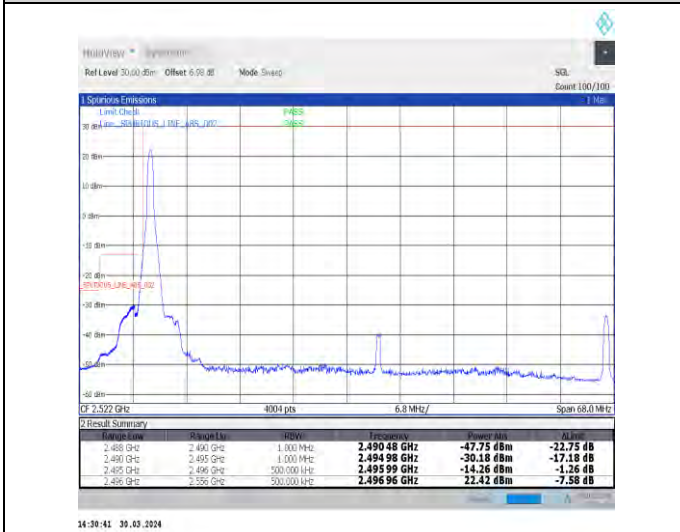 MultiView Spectrum
Ref Level 30.00 dBm Offset 6.98 dB Mode Sweep SGL
Count 100/100
1 Spurious Emissions 1 Max
Limit Check PASS
30 dBm Line _SPURIOUS_LINE_ABS_002 PASS
20 dBm
10 dBm
0 dBm
-10 dBm
-20 dBm
_SPURIOUS_LINE_ABS_002
-30 dBm
-40 dBm
-50 dBm
-60 dBm
CF 2.522 GHz 4004 pts 6.8 MHz/ Span 68.0 MHz
2 Result Summary
Range Low Range Up RBW Frequency Power Abs ΔLimit
2.488 GHz 2.490 GHz 1.000 MHz 2.490 48 GHz -47.75 dBm -22.75 dB
2.490 GHz 2.495 GHz 1.000 MHz 2.494 98 GHz -30.18 dBm -17.18 dB
2.495 GHz 2.496 GHz 500.000 kHz 2.495 99 GHz -14.26 dBm -1.26 dB
2.496 GHz 2.556 GHz 500.000 kHz 2.496 96 GHz 22.42 dBm -7.58 dB
14:30:41 30.03.2024